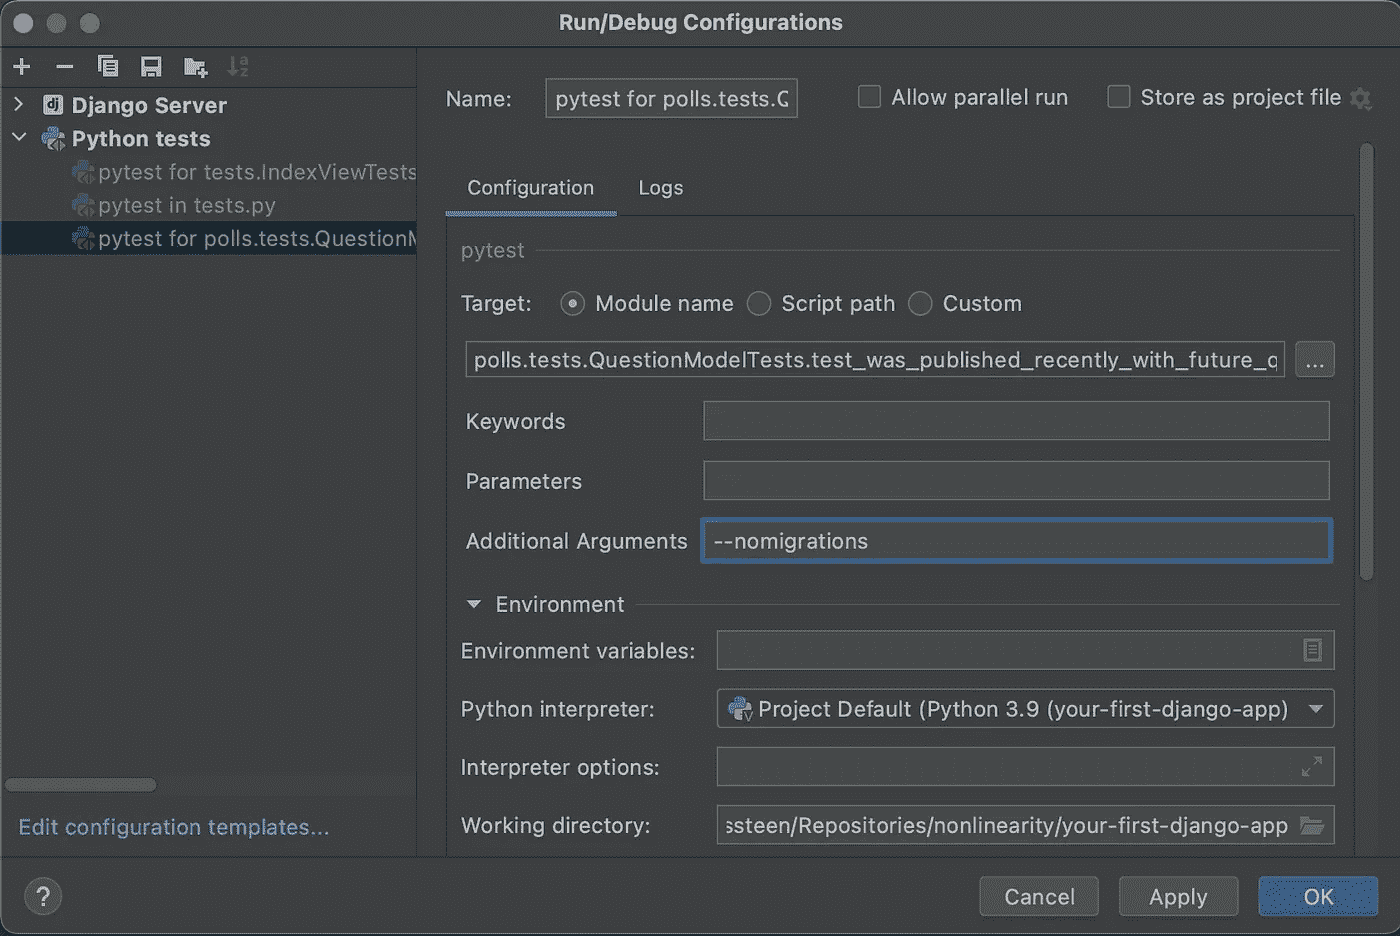 Run/Debug Configurations
Django Server
Python tests
pytest for tests.IndexViewTests
pytest in tests.py
pytest for polls.tests.QuestionM
Edit configuration templates...
Name: pytest for polls.tests.Q Allow parallel run Store as project file
Configuration Logs
pytest
Target: Module name Script path Custom
polls.tests.QuestionModelTests.test_was_published_recently_with_future_q ...
Keywords
Parameters
Additional Arguments --nomigrations
Environment
Environment variables:
Python interpreter: Project Default (Python 3.9 (your-first-django-app)
Interpreter options:
Working directory: ssteen/Repositories/nonlinearity/your-first-django-app
? Cancel Apply OK